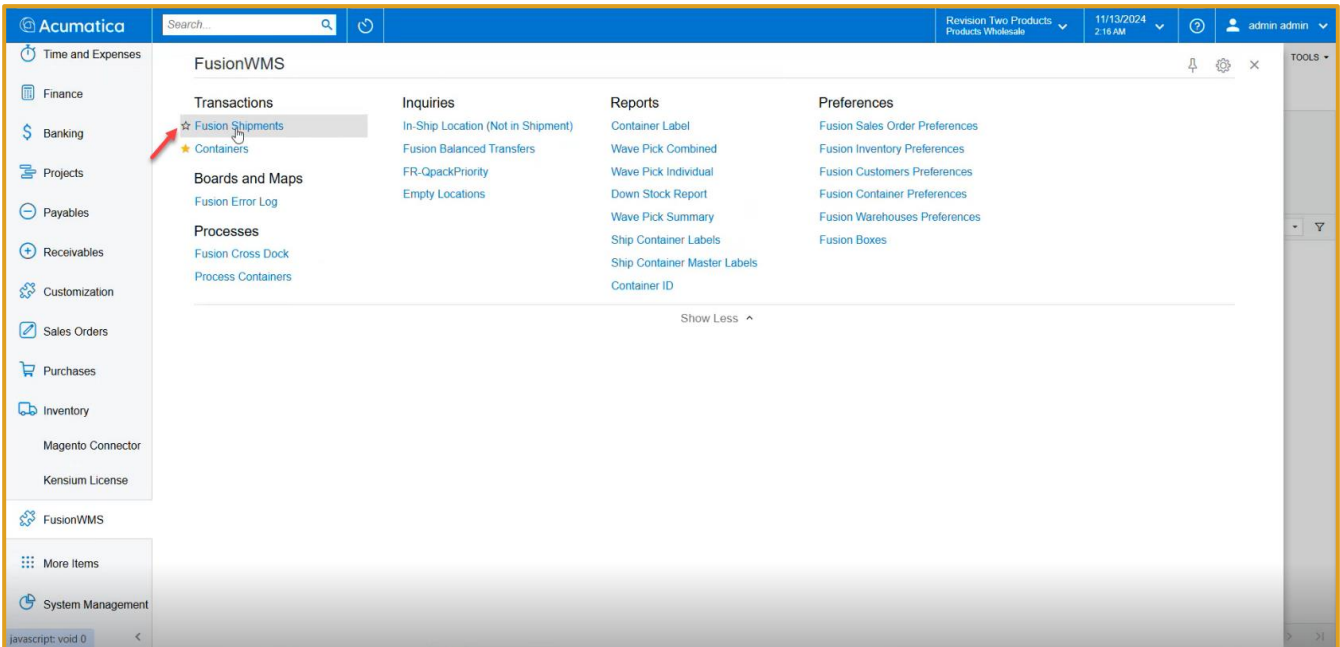 Acumatica
Search...
Revision Two Products
Products Wholesale
11/13/2024
2:16 AM
admin admin
TOOLS
Time and Expenses
Finance
Banking
Projects
Payables
Receivables
Customization
Sales Orders
Purchases
Inventory
Magento Connector
Kensium License
FusionWMS
More Items
System Management
javascript: void 0
FusionWMS
Transactions
Fusion Shipments
Containers
Boards and Maps
Fusion Error Log
Processes
Fusion Cross Dock
Process Containers
Inquiries
In-Ship Location (Not in Shipment)
Fusion Balanced Transfers
FR-QpackPriority
Empty Locations
Reports
Container Label
Wave Pick Combined
Wave Pick Individual
Down Stock Report
Wave Pick Summary
Ship Container Labels
Ship Container Master Labels
Container ID
Preferences
Fusion Sales Order Preferences
Fusion Inventory Preferences
Fusion Customers Preferences
Fusion Container Preferences
Fusion Warehouses Preferences
Fusion Boxes
Show Less